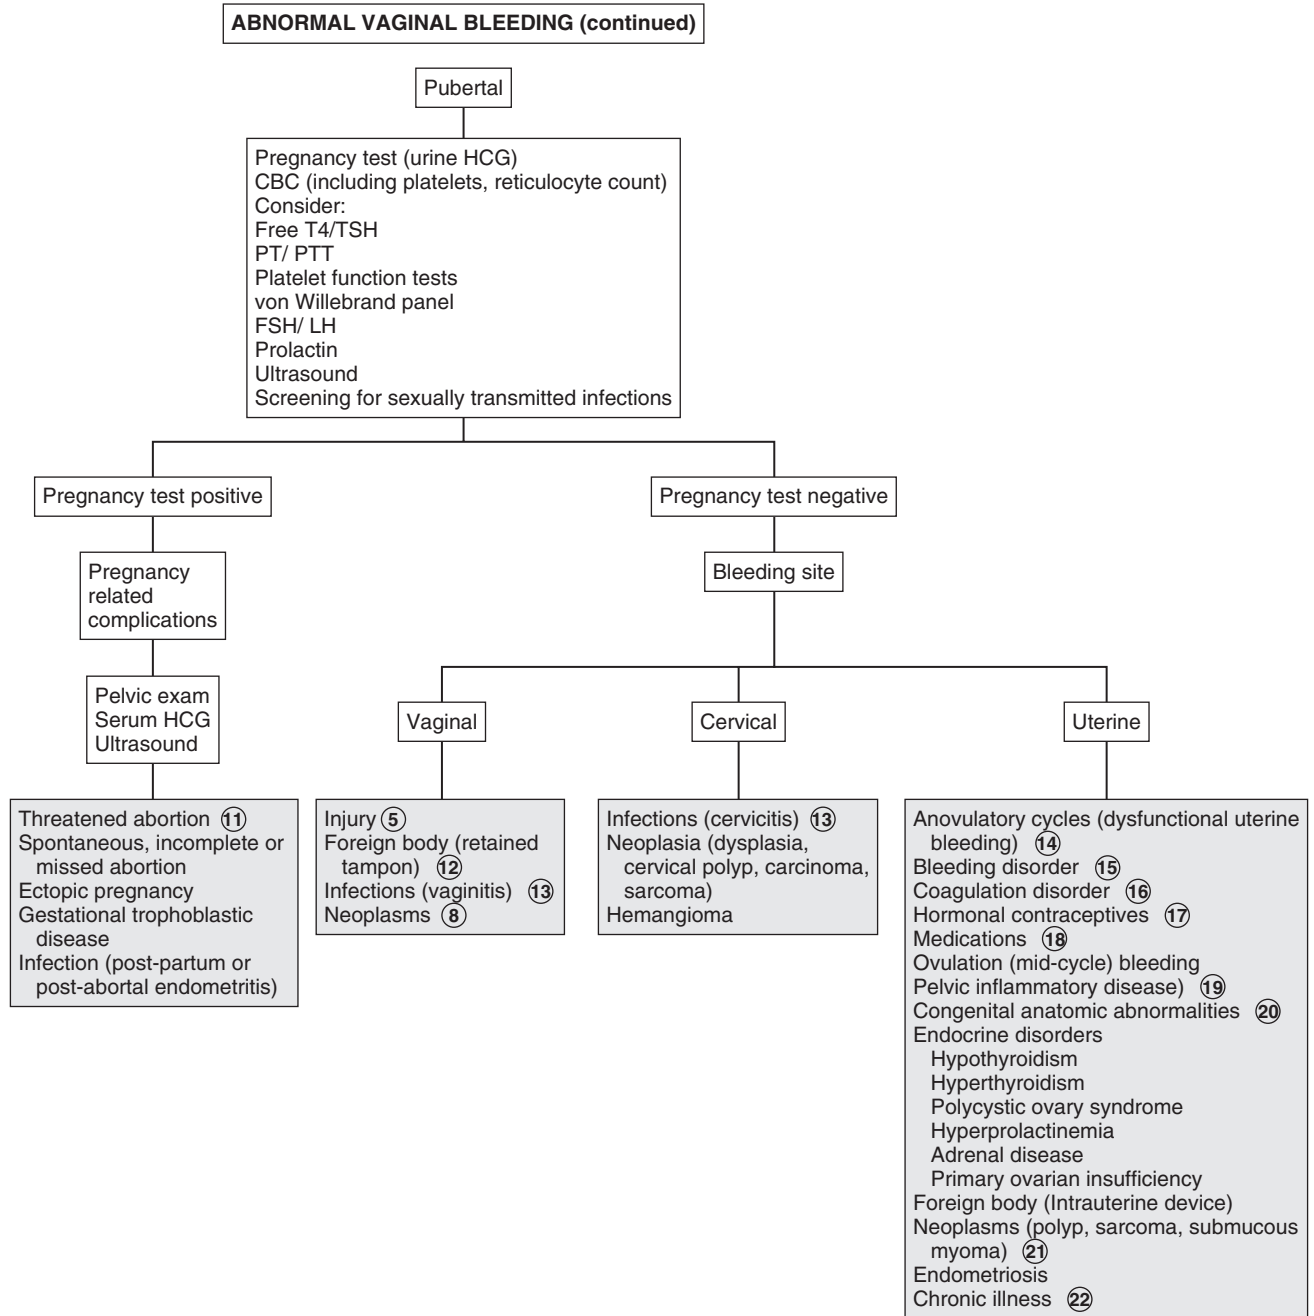 ABNORMAL VAGINAL BLEEDING (continued)
Pubertal
Pregnancy test (urine HCG)
CBC (including platelets, reticulocyte count)
Consider:
Free T4/TSH
PT/ PTT
Platelet function tests
von Willebrand panel
FSH/ LH
Prolactin
Ultrasound
Screening for sexually transmitted infections
Pregnancy test positive
Pregnancy test negative
Pregnancy
related
complications
Bleeding site
Pelvic exam
Serum HCG
Ultrasound
Vaginal
Cervical
Uterine
Threatened abortion 11
Spontaneous, incomplete or
missed abortion
Ectopic pregnancy
Gestational trophoblastic
disease
Infection (post-partum or
post-abortal endometritis)
Injury 5
Foreign body (retained
tampon) 12
Infections (vaginitis) 13
Neoplasms 8
Infections (cervicitis) 13
Neoplasia (dysplasia,
cervical polyp, carcinoma,
sarcoma)
Hemangioma
Anovulatory cycles (dysfunctional uterine
bleeding) 14
Bleeding disorder 15
Coagulation disorder 16
Hormonal contraceptives 17
Medications 18
Ovulation (mid-cycle) bleeding
Pelvic inflammatory disease) 19
Congenital anatomic abnormalities 20
Endocrine disorders
Hypothyroidism
Hyperthyroidism
Polycystic ovary syndrome
Hyperprolactinemia
Adrenal disease
Primary ovarian insufficiency
Foreign body (Intrauterine device)
Neoplasms (polyp, sarcoma, submucous
myoma) 21
Endometriosis
Chronic illness 22